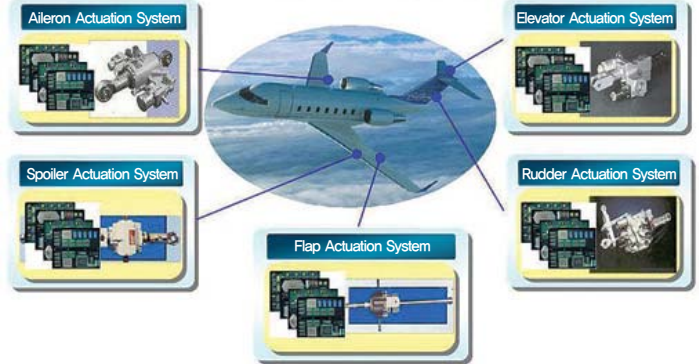 Aileron Actuation System
Elevator Actuation System
Spoiler Actuation System
Rudder Actuation System
Flap Actuation System